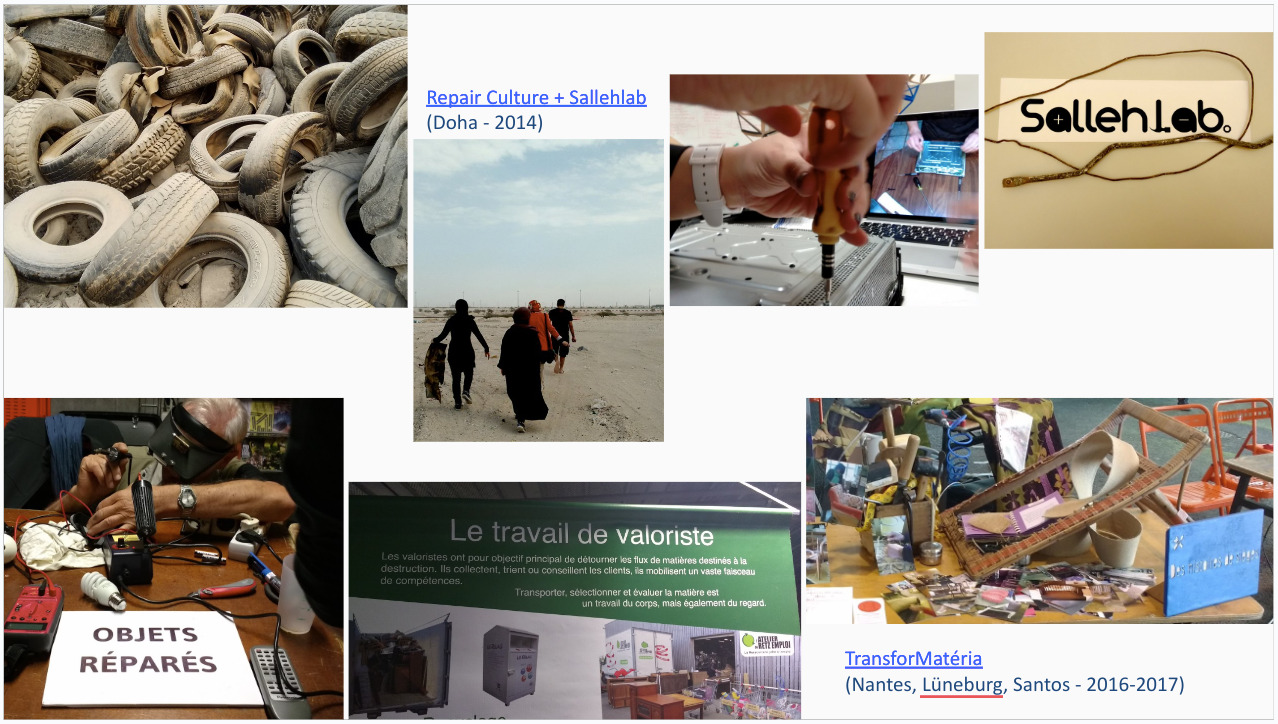 Repair Culture + Sallehlab
(Doha - 2014)
SallehLab.
OBJETS
RÉPARÉS
Le travail de valoriste
Les valoristes ont pour objectif principal de détourner les flux de matières destinés à la
destruction. Ils collectent, trient ou conseillent les clients, ils mobilisent un vaste faisceau
de compétences.
Transporter, sélectionner et évaluer la matière est
un travail du corps, mais également du regard.
TransforMatéria
(Nantes, Lüneburg, Santos - 2016-2017)